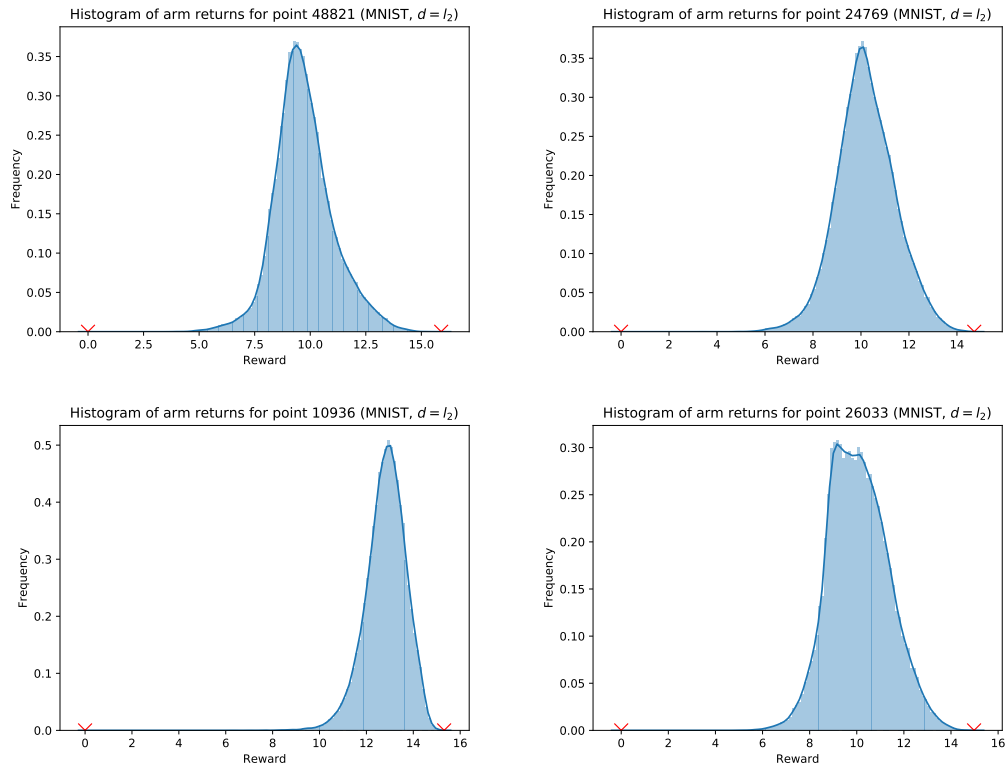 Histogram of arm returns for point 48821 (MNIST, d = l₂)
Frequency
0.35
0.30
0.25
0.20
0.15
0.10
0.05
0.00
0.0 2.5 5.0 7.5 10.0 12.5 15.0
Reward
Histogram of arm returns for point 24769 (MNIST, d = l₂)
Frequency
0.35
0.30
0.25
0.20
0.15
0.10
0.05
0.00
0 2 4 6 8 10 12 14
Reward
Histogram of arm returns for point 10936 (MNIST, d = l₂)
Frequency
0.5
0.4
0.3
0.2
0.1
0.0
0 2 4 6 8 10 12 14 16
Reward
Histogram of arm returns for point 26033 (MNIST, d = l₂)
Frequency
0.30
0.25
0.20
0.15
0.10
0.05
0.00
0 2 4 6 8 10 12 14 16
Reward